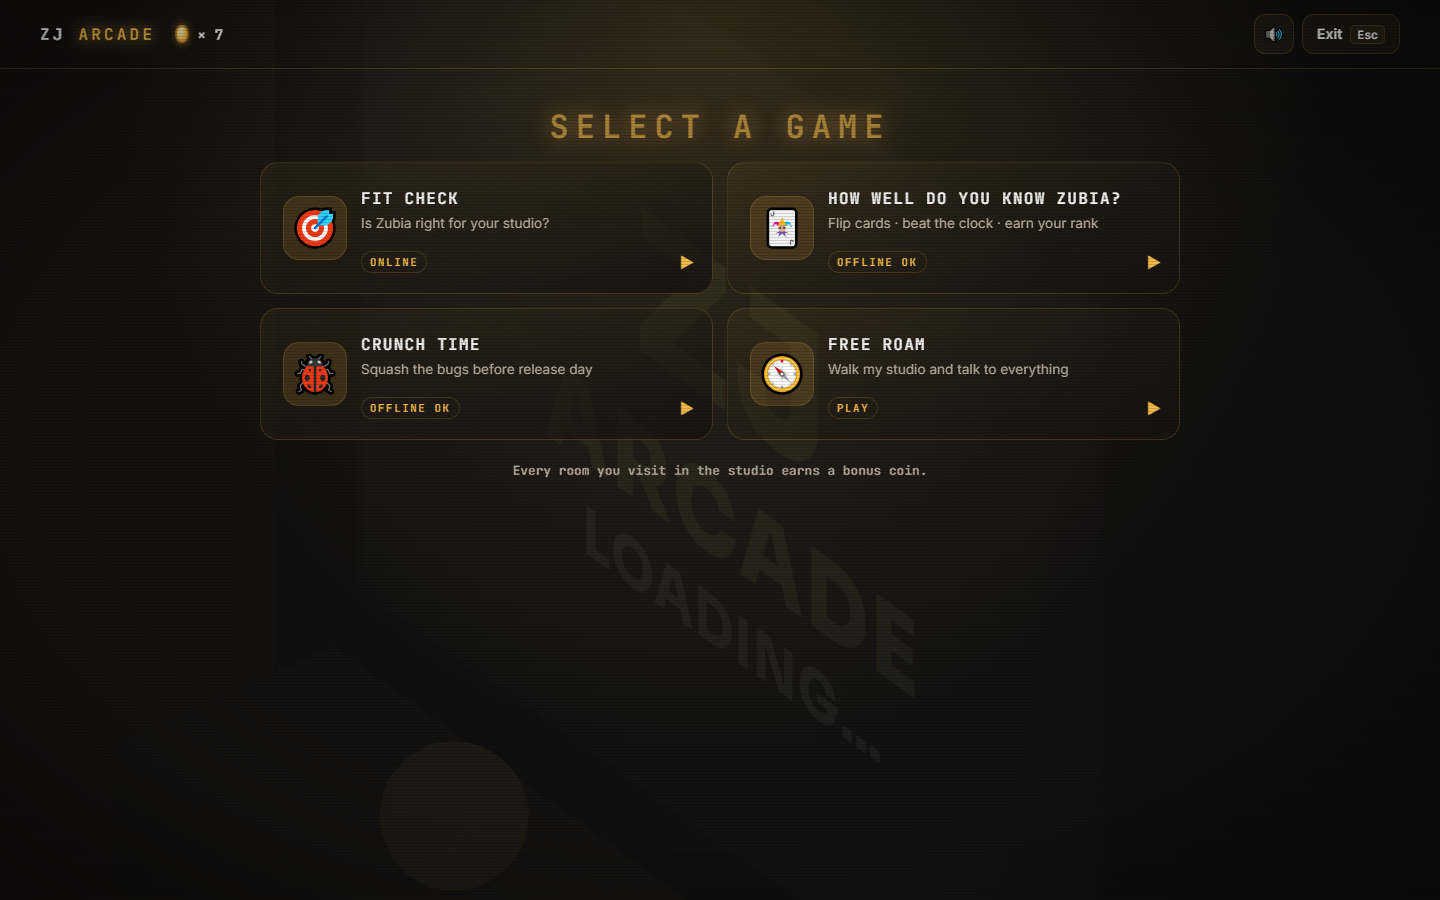 ZJ ARCADE × 7
Exit Esc
SELECT A GAME
FIT CHECK
Is Zubia right for your studio?
ONLINE
HOW WELL DO YOU KNOW ZUBIA?
Flip cards · beat the clock · earn your rank
OFFLINE OK
CRUNCH TIME
Squash the bugs before release day
OFFLINE OK
FREE ROAM
Walk my studio and talk to everything
PLAY
Every room you visit in the studio earns a bonus coin.
ZJ
ARCADE
LOADING...